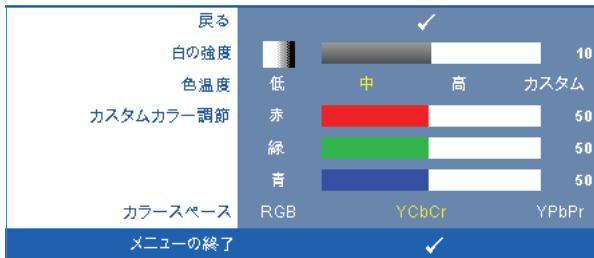 戻る ✓
白の強度 10
色温度 低 中 高 カスタム
カスタムカラー調節 赤 50
緑 50
青 50
カラースペース RGB YCbCr YPbPr
メニューの終了 ✓